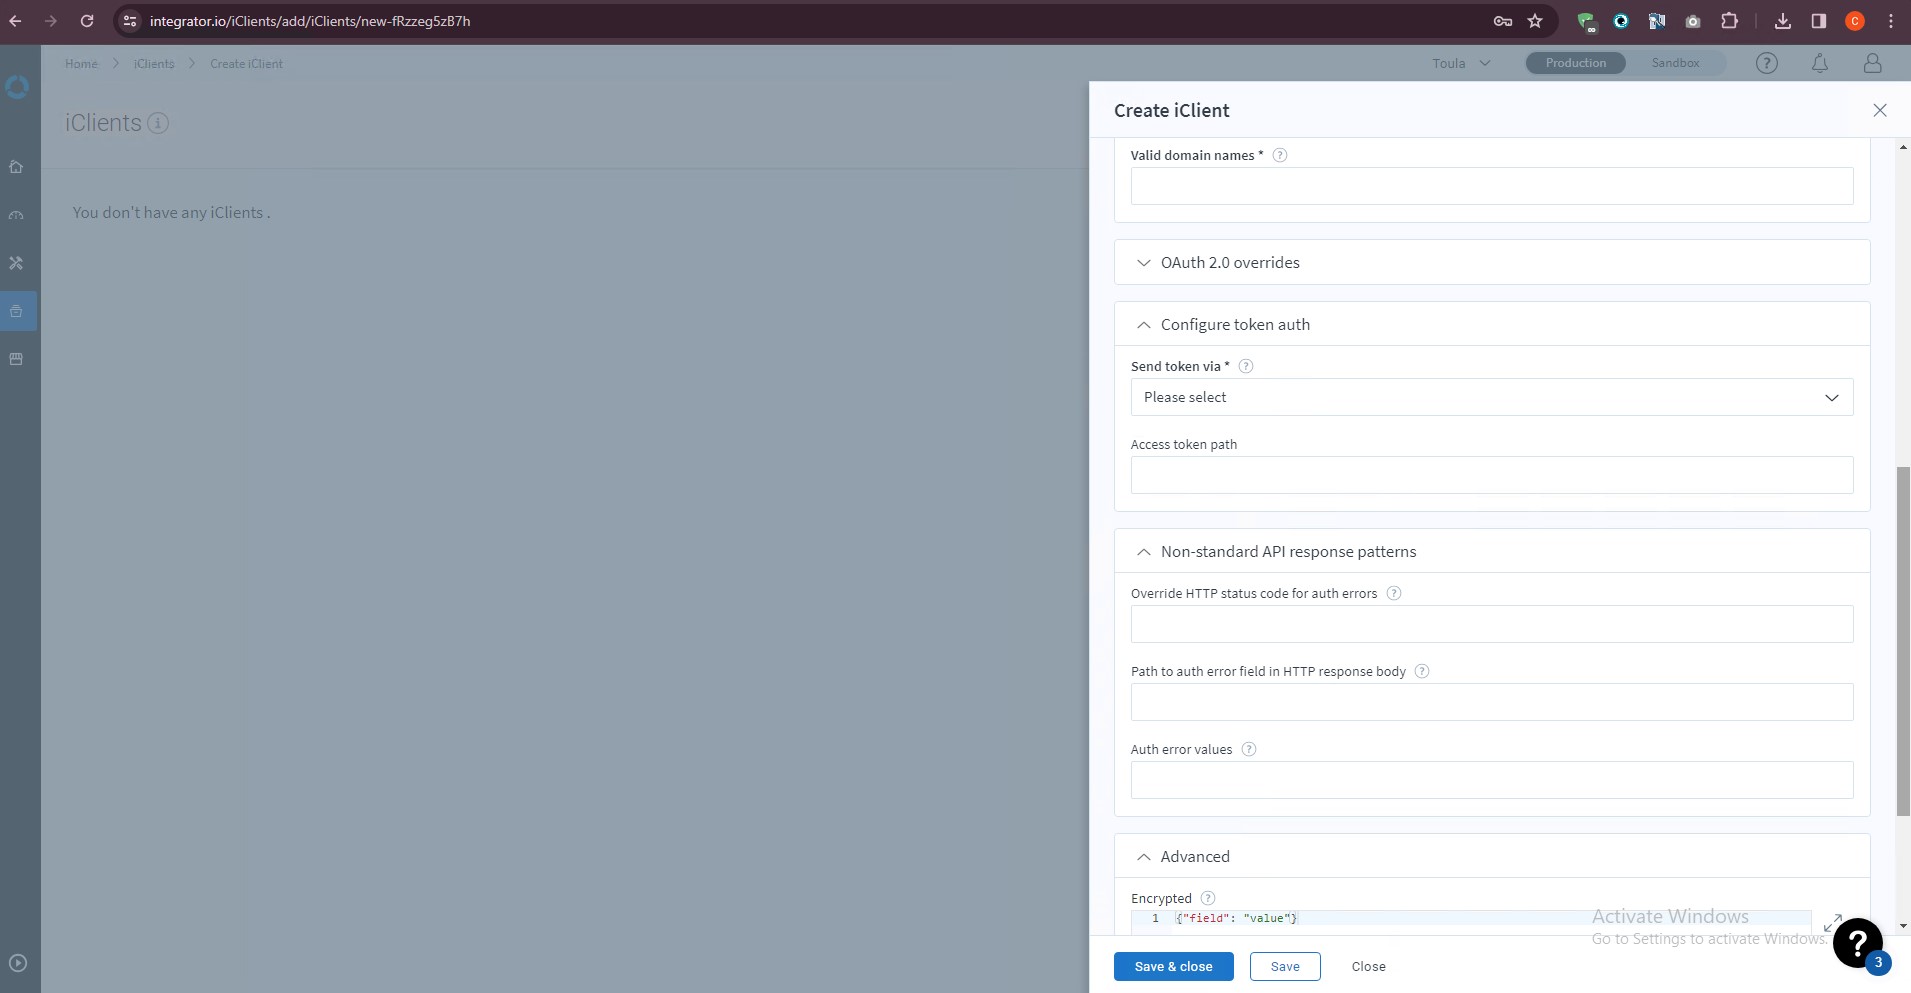 integrator.io/iClients/add/iClients/new-fRzzeg5zB7h
C
Home
iClients
Create iClient
Toula
Production
Sandbox
?
iClients i
You don't have any iClients .
Create iClient
Valid domain names * ?
OAuth 2.0 overrides
Configure token auth
Send token via * ?
Please select
Access token path
Non-standard API response patterns
Override HTTP status code for auth errors ?
Path to auth error field in HTTP response body ?
Auth error values ?
Advanced
Encrypted ?
1 {"field": "value"}
Activate Windows
Go to Settings to activate Windows.
?
3
Save & close
Save
Close